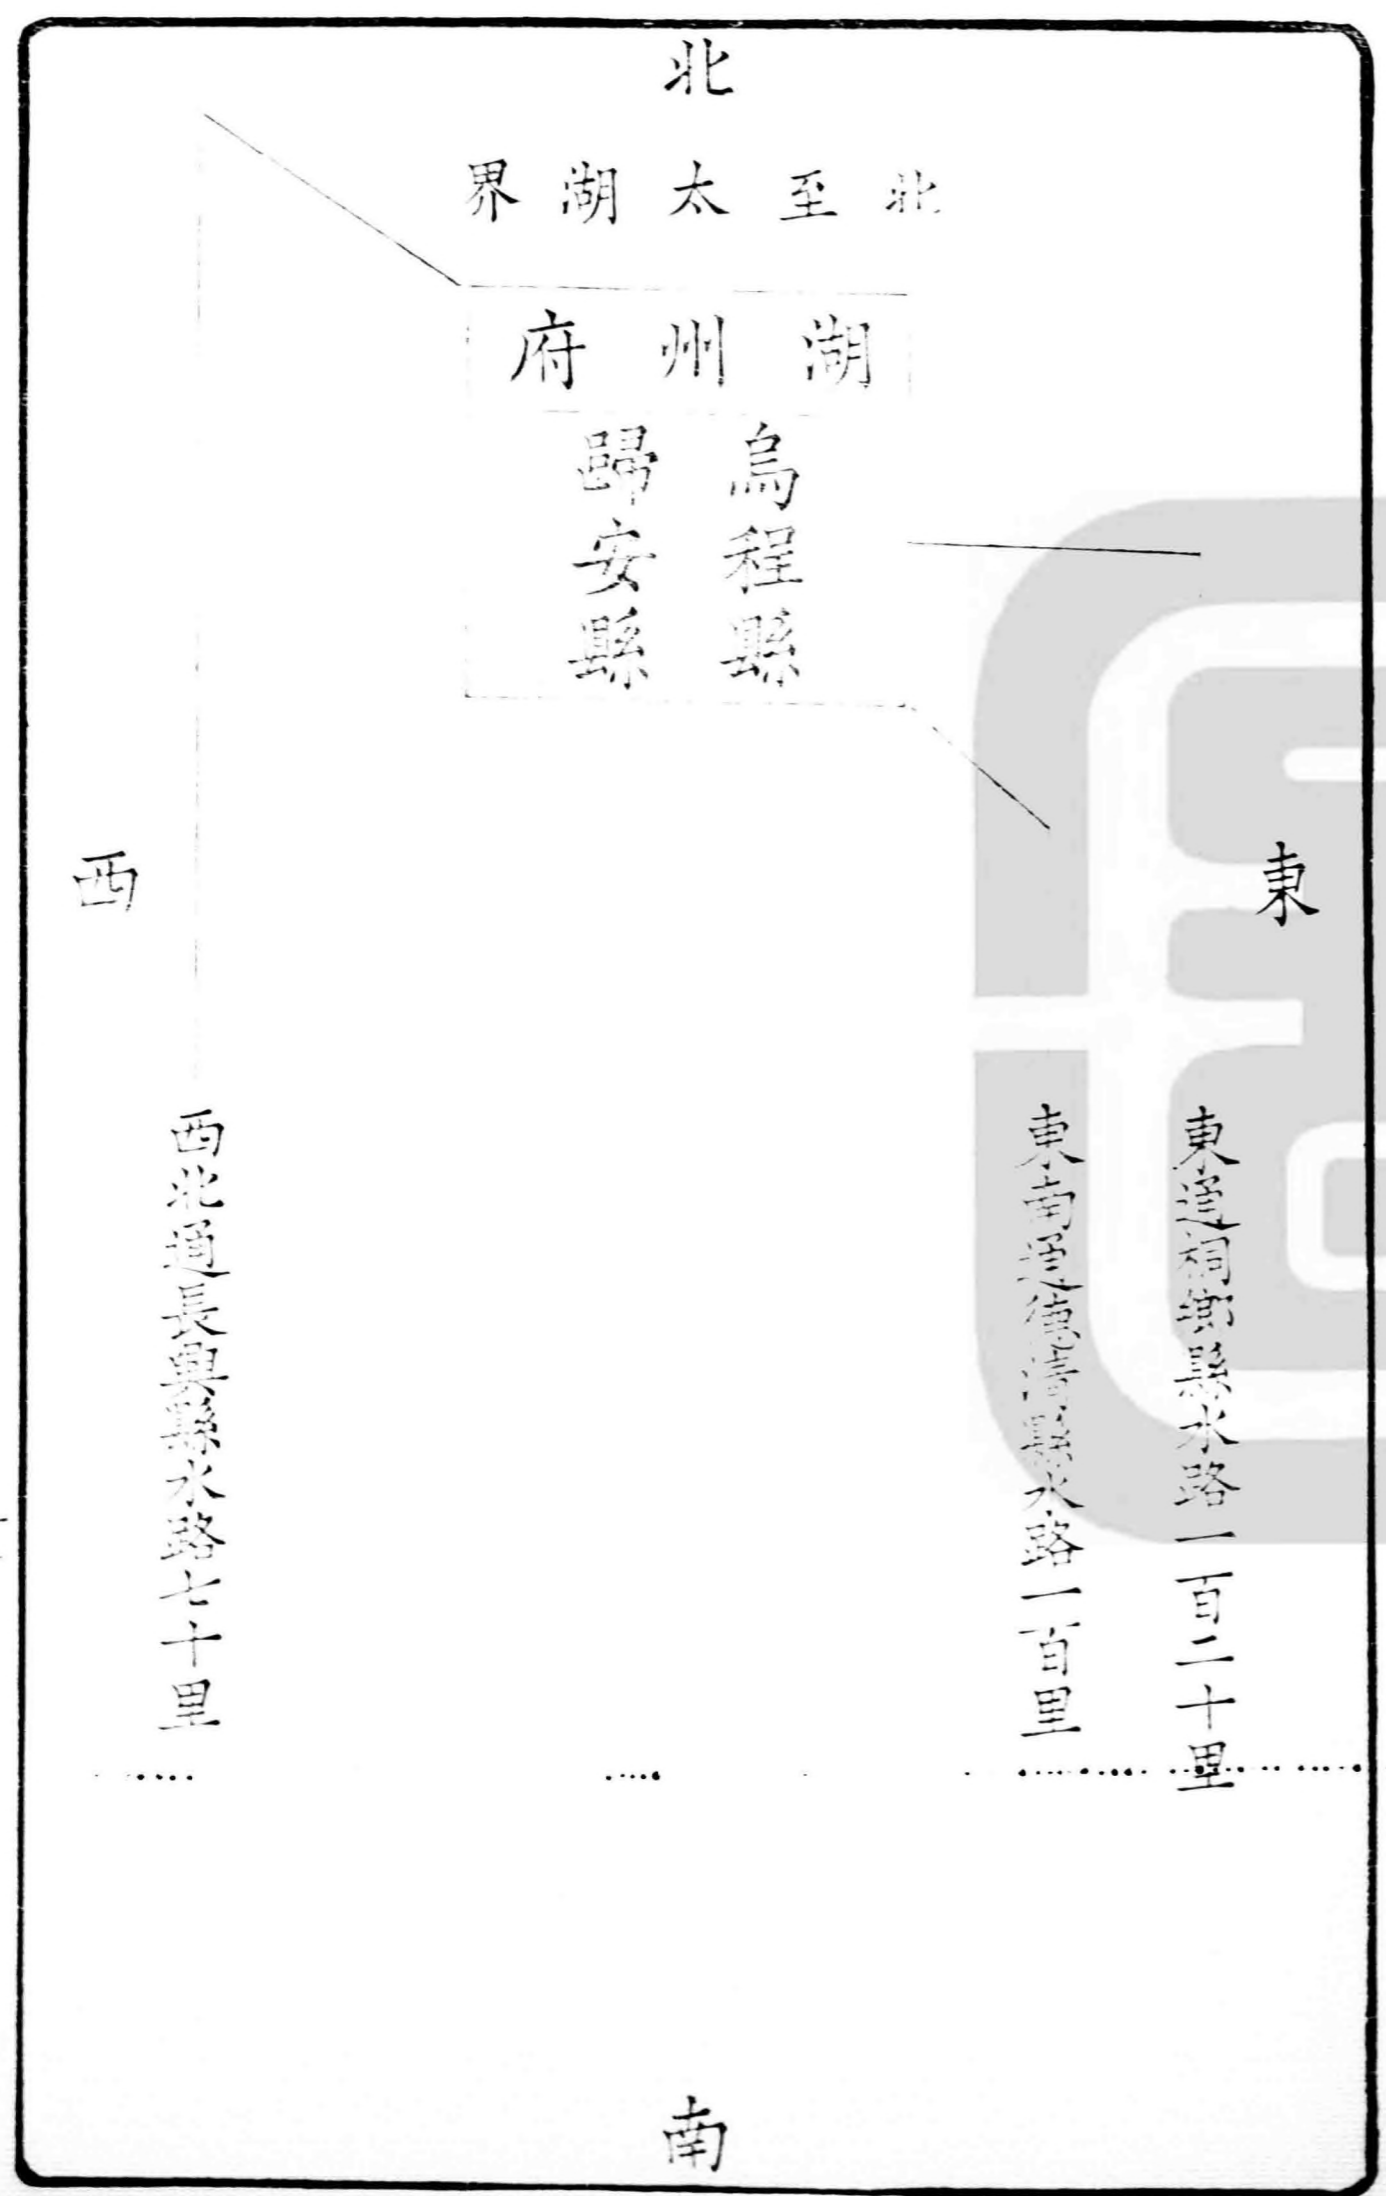 北
北至太湖界
湖州府
烏程縣
歸安縣
東
西
東通桐鄉縣水路一百二十里
東南通德清縣水路一百里
西北通長興縣水路七十里
南